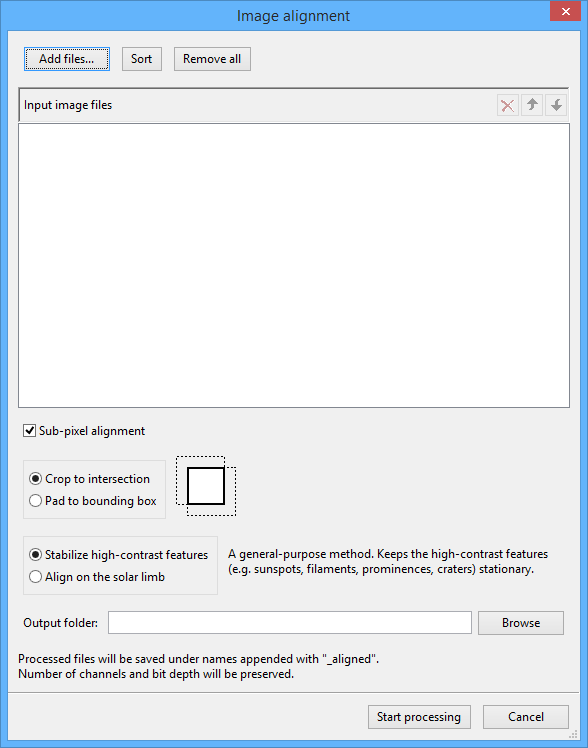 Image alignment
Add files...
Sort
Remove all
Input image files
Sub-pixel alignment
Crop to intersection
Pad to bounding box
Stabilize high-contrast features
Align on the solar limb
A general-purpose method. Keeps the high-contrast features
(e.g. sunspots, filaments, prominences, craters) stationary.
Output folder:
Browse
Processed files will be saved under names appended with "_aligned".
Number of channels and bit depth will be preserved.
Start processing
Cancel